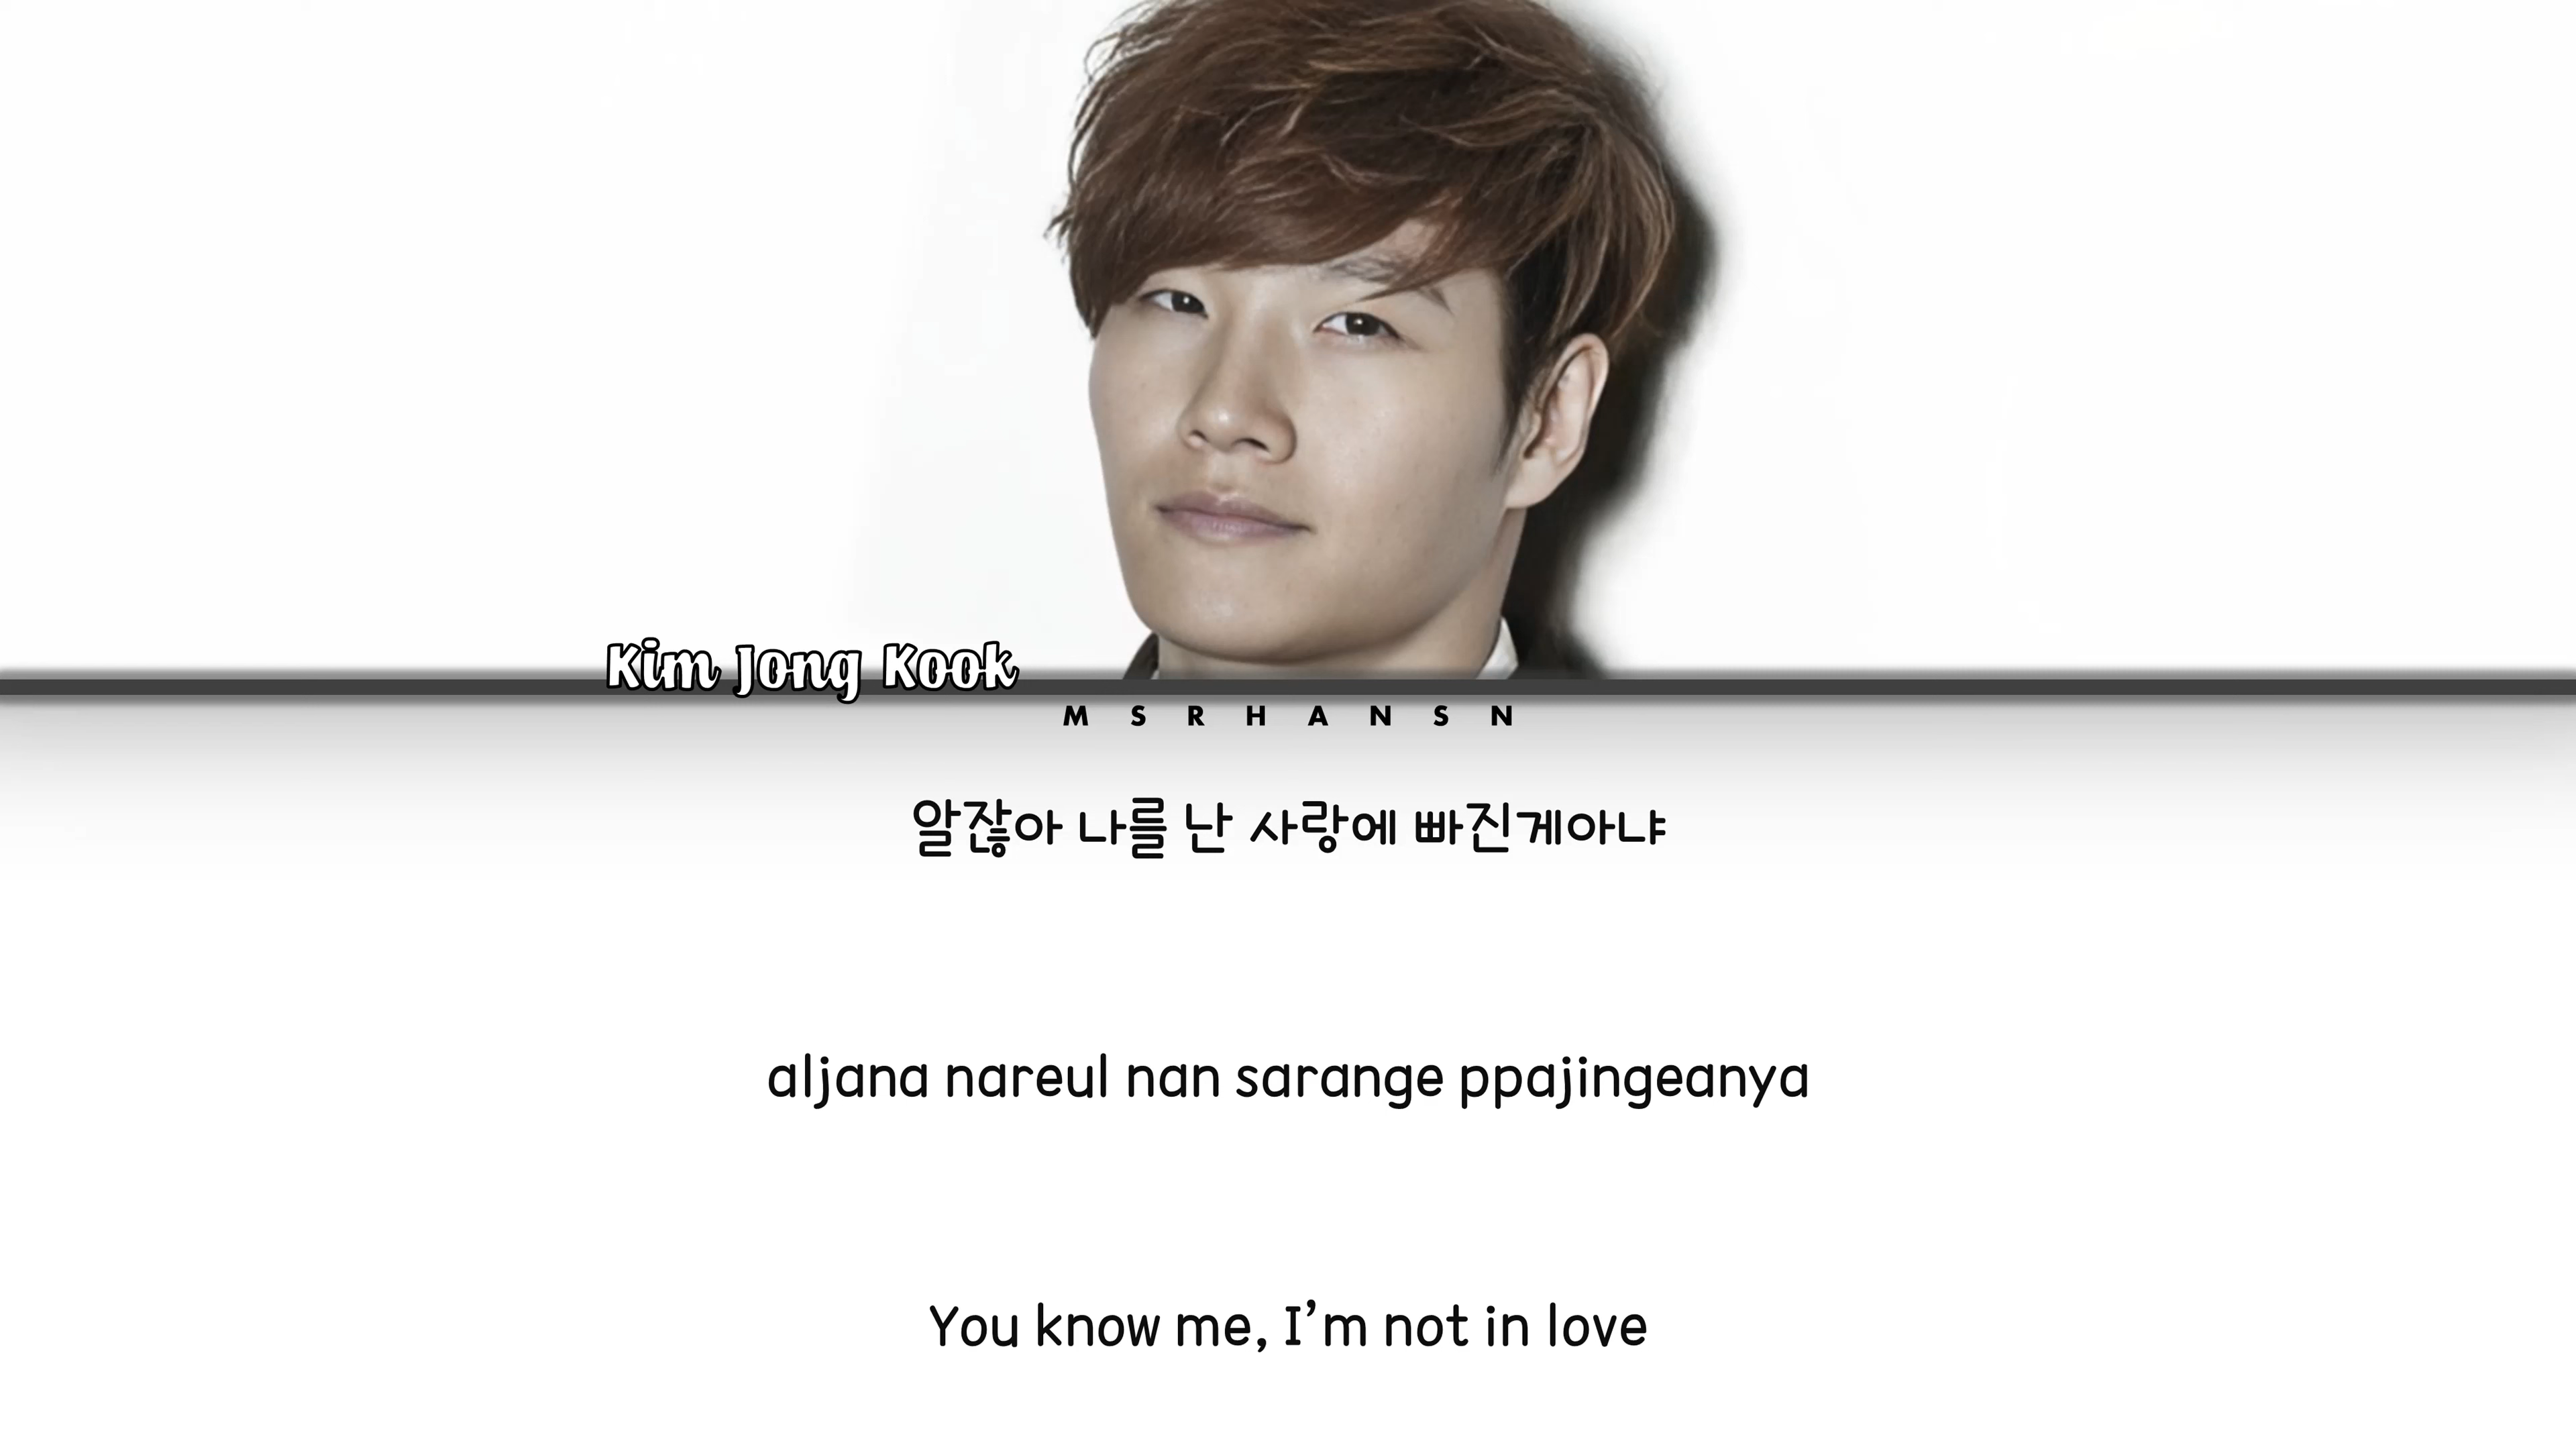 Kim Jong Kook
M S R H A N S N
알잖아 나를 난 사랑에 빠진게아냐
aljana nareul nan sarange ppajingeanya
You know me, I’m not in love